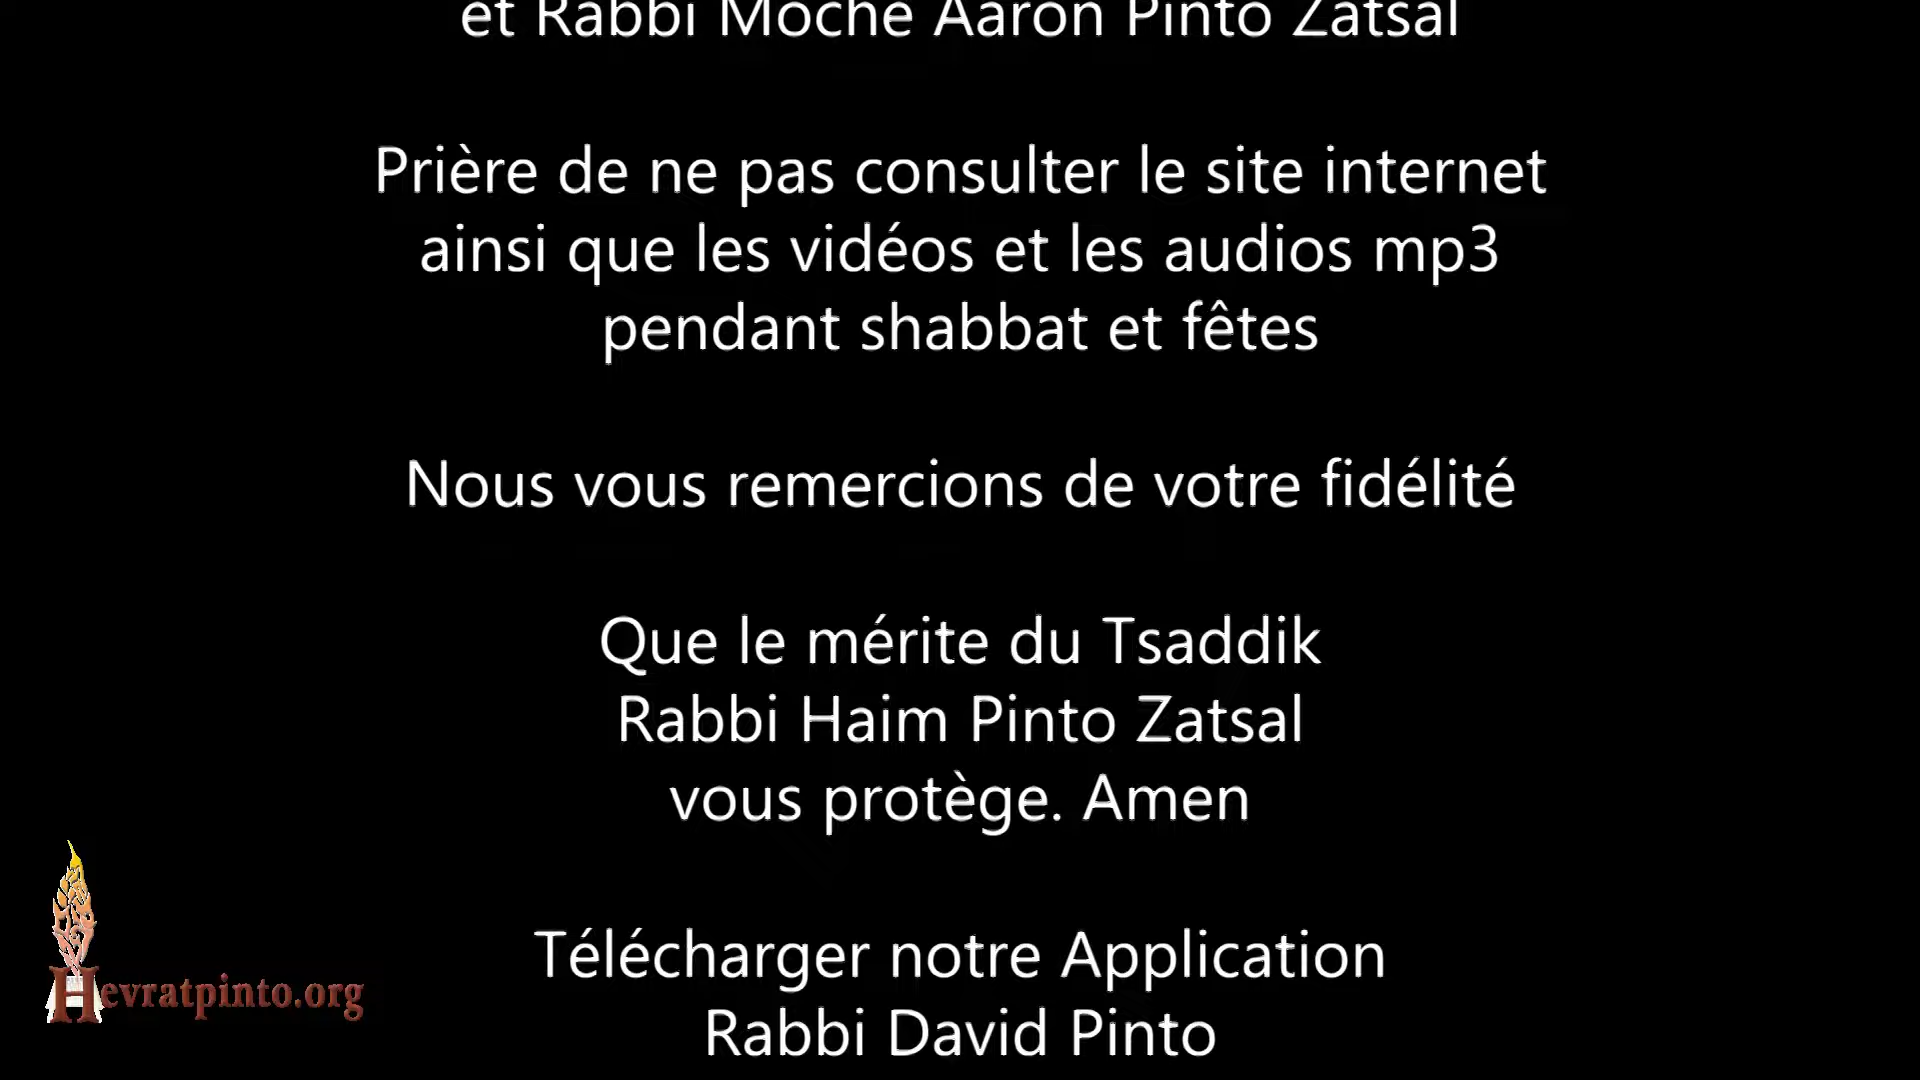 et Rabbi Moché Aaron Pinto Zatsal
Prière de ne pas consulter le site internet
ainsi que les vidéos et les audios mp3
pendant shabbat et fêtes
Nous vous remercions de votre fidélité
Que le mérite du Tsaddik
Rabbi Haim Pinto Zatsal
vous protège. Amen
Télécharger notre Application
Rabbi David Pinto
Hevratpinto.org